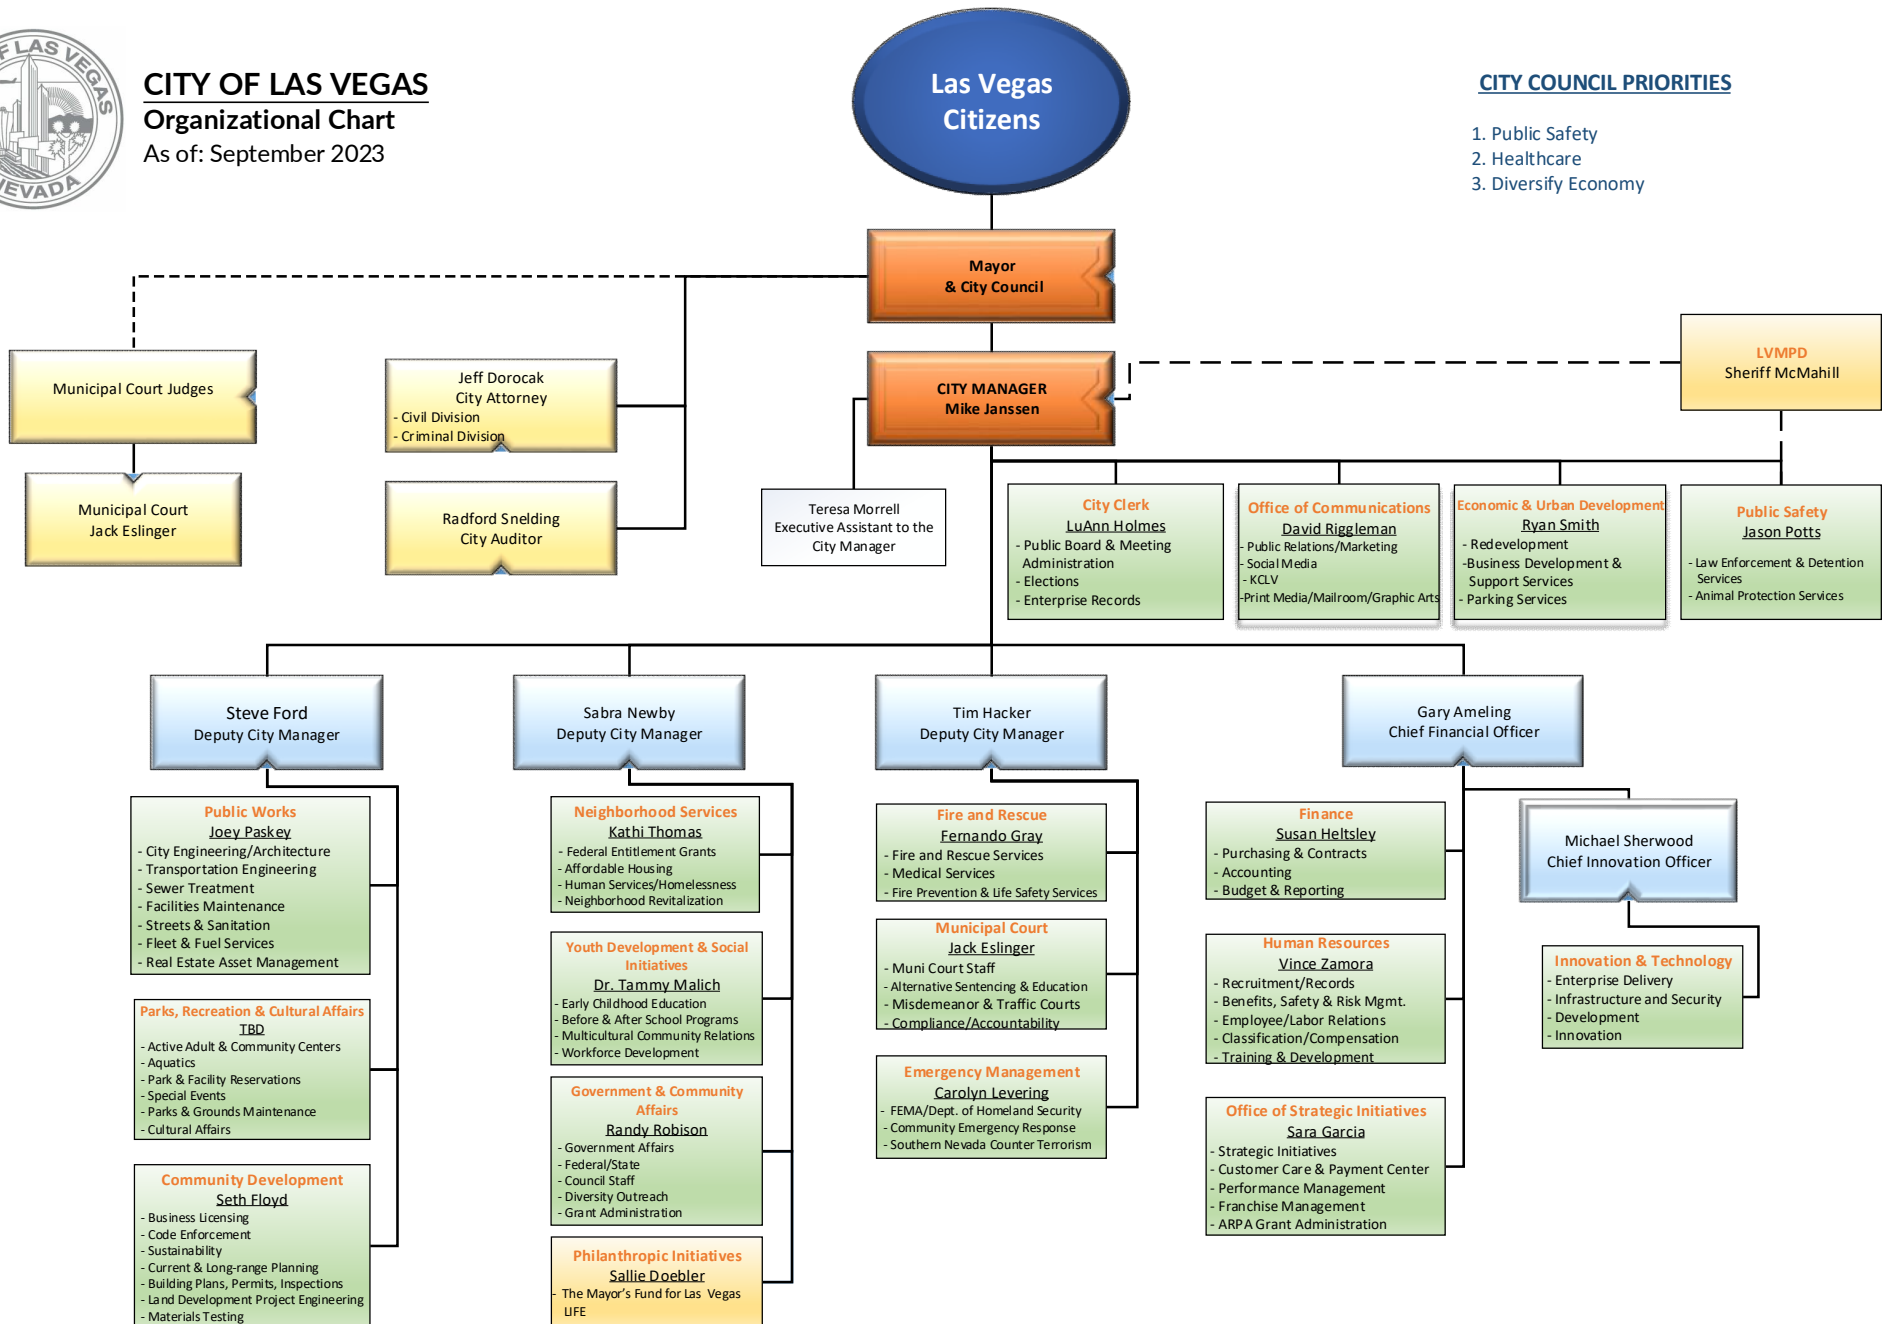 OF LAS VEGAS
NEVADA
CITY OF LAS VEGAS
Organizational Chart
As of: September 2023
Las Vegas
Citizens
CITY COUNCIL PRIORITIES
1. Public Safety
2. Healthcare
3. Diversify Economy
Mayor
& City Council
CITY MANAGER
Mike Janssen
LVMPD
Sheriff McMahill
Municipal Court Judges
Municipal Court
Jack Eslinger
Jeff Dorocak
City Attorney
- Civil Division
- Criminal Division
Radford Snelding
City Auditor
Teresa Morrell
Executive Assistant to the
City Manager
City Clerk
LuAnn Holmes
- Public Board & Meeting
Administration
- Elections
- Enterprise Records
Office of Communications
David Riggleman
- Public Relations/Marketing
- Social Media
- KCLV
-Print Media/Mailroom/Graphic Arts
Economic & Urban Development
Ryan Smith
- Redevelopment
-Business Development &
Support Services
- Parking Services
Public Safety
Jason Potts
- Law Enforcement & Detention
Services
- Animal Protection Services
Steve Ford
Deputy City Manager
Public Works
Joey Paskey
- City Engineering/Architecture
- Transportation Engineering
- Sewer Treatment
- Facilities Maintenance
- Streets & Sanitation
- Fleet & Fuel Services
- Real Estate Asset Management
Parks, Recreation & Cultural Affairs
TBD
- Active Adult & Community Centers
- Aquatics
- Park & Facility Reservations
- Special Events
- Parks & Grounds Maintenance
- Cultural Affairs
Community Development
Seth Floyd
- Business Licensing
- Code Enforcement
- Sustainability
- Current & Long-range Planning
- Building Plans, Permits, Inspections
- Land Development Project Engineering
- Materials Testing
Sabra Newby
Deputy City Manager
Neighborhood Services
Kathi Thomas
- Federal Entitlement Grants
- Affordable Housing
- Human Services/Homelessness
- Neighborhood Revitalization
Youth Development & Social
Initiatives
Dr. Tammy Malich
- Early Childhood Education
- Before & After School Programs
- Multicultural Community Relations
- Workforce Development
Government & Community
Affairs
Randy Robison
- Government Affairs
- Federal/State
- Council Staff
- Diversity Outreach
- Grant Administration
Philanthropic Initiatives
Sallie Doebler
- The Mayor's Fund for Las Vegas
LIFE
Tim Hacker
Deputy City Manager
Fire and Rescue
Fernando Gray
- Fire and Rescue Services
- Medical Services
- Fire Prevention & Life Safety Services
Municipal Court
Jack Eslinger
- Muni Court Staff
- Alternative Sentencing & Education
- Misdemeanor & Traffic Courts
- Compliance/Accountability
Emergency Management
Carolyn Levering
- FEMA/Dept. of Homeland Security
- Community Emergency Response
- Southern Nevada Counter Terrorism
Gary Ameling
Chief Financial Officer
Finance
Susan Heltsley
- Purchasing & Contracts
- Accounting
- Budget & Reporting
Human Resources
Vince Zamora
- Recruitment/Records
- Benefits, Safety & Risk Mgmt.
- Employee/Labor Relations
- Classification/Compensation
- Training & Development
Office of Strategic Initiatives
Sara Garcia
- Strategic Initiatives
- Customer Care & Payment Center
- Performance Management
- Franchise Management
- ARPA Grant Administration
Michael Sherwood
Chief Innovation Officer
Innovation & Technology
- Enterprise Delivery
- Infrastructure and Security
- Development
- Innovation